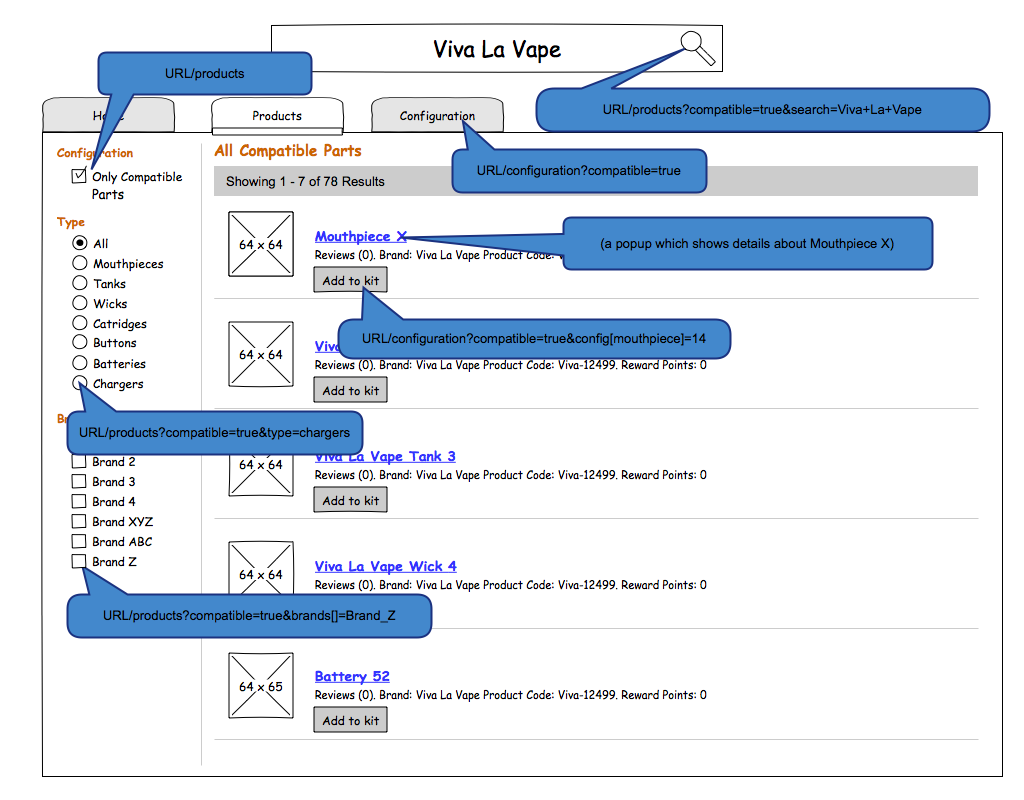 Viva La Vape
URL/products
URL/products?compatible=true&search=Viva+La+Vape
Products
Configuration
URL/configuration?compatible=true
Configuration
Only Compatible
Parts
Type
All
Mouthpieces
Tanks
Wicks
Catridges
Buttons
Batteries
Chargers
URL/products?compatible=true&type=chargers
Brand 2
Brand 3
Brand 4
Brand XYZ
Brand ABC
Brand Z
URL/products?compatible=true&brands[]=Brand_Z
All Compatible Parts
Showing 1 - 7 of 78 Results
64 x 64
Mouthpiece X
(a popup which shows details about Mouthpiece X)
Reviews (0). Brand: Viva La Vape Product Code:
Add to kit
URL/configuration?compatible=true&config[mouthpiece]=14
64 x 64
Viva
Reviews (0). Brand: Viva La Vape Product Code: Viva-12499. Reward Points: 0
Add to kit
64 x 64
Viva La Vape Tank 3
Reviews (0). Brand: Viva La Vape Product Code: Viva-12499. Reward Points: 0
Add to kit
64 x 64
Viva La Vape Wick 4
Reviews (0). Brand: Viva La Vape Product Code: Viva-12499. Reward Points: 0
64 x 65
Battery 52
Reviews (0). Brand: Viva La Vape Product Code: Viva-12499. Reward Points: 0
Add to kit